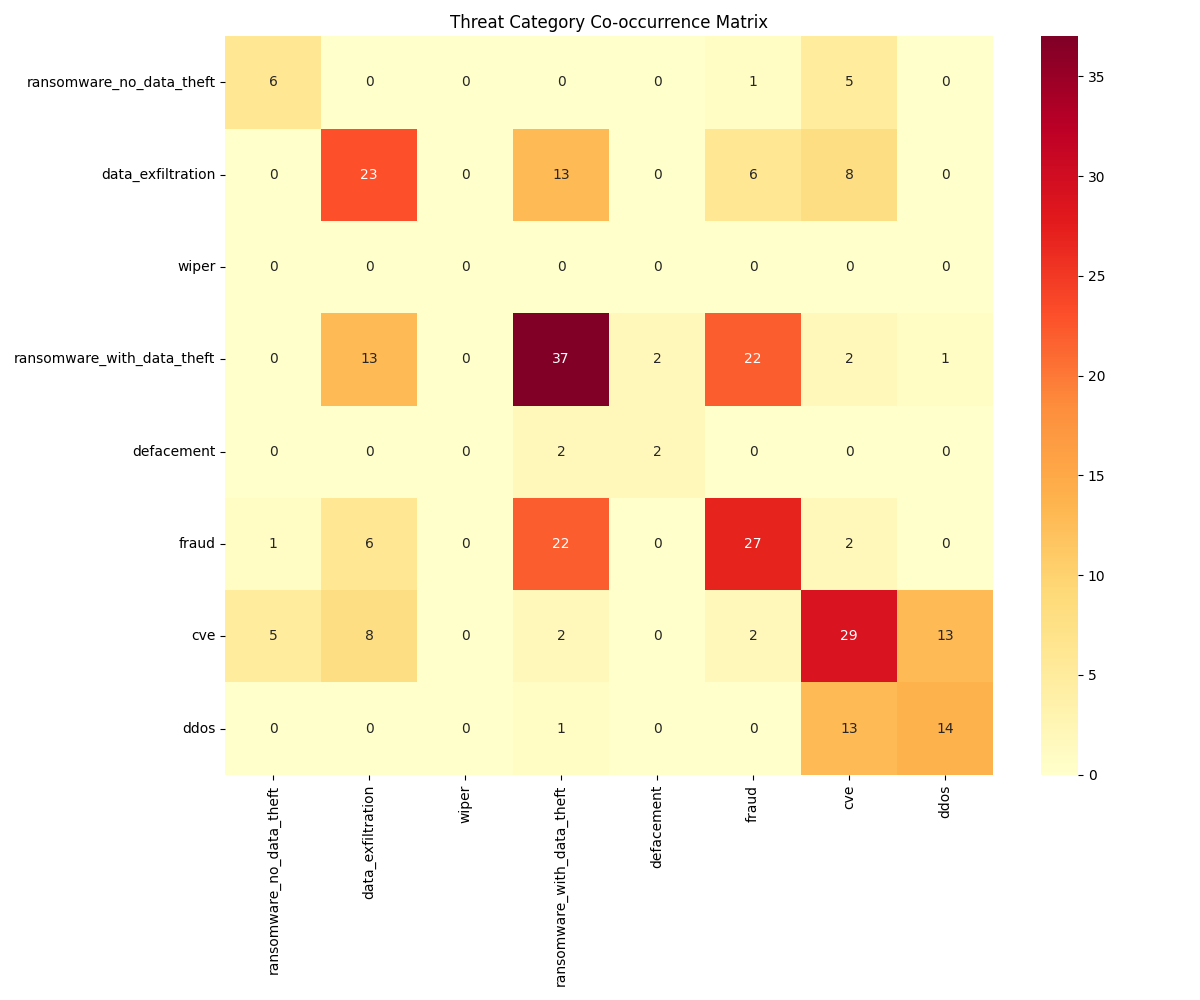 Threat Category Co-occurrence Matrix
ransomware_no_data_theft 6 0 0 0 0 1 5 0
data_exfiltration 0 23 0 13 0 6 8 0
wiper 0 0 0 0 0 0 0 0
ransomware_with_data_theft 0 13 0 37 2 22 2 1
defacement 0 0 0 2 2 0 0 0
fraud 1 6 0 22 0 27 2 0
cve 5 8 0 2 0 2 29 13
ddos 0 0 0 1 0 0 13 14
ransomware_no_data_theft
data_exfiltration
wiper
ransomware_with_data_theft
defacement
fraud
cve
ddos
35
30
25
20
15
10
5
0